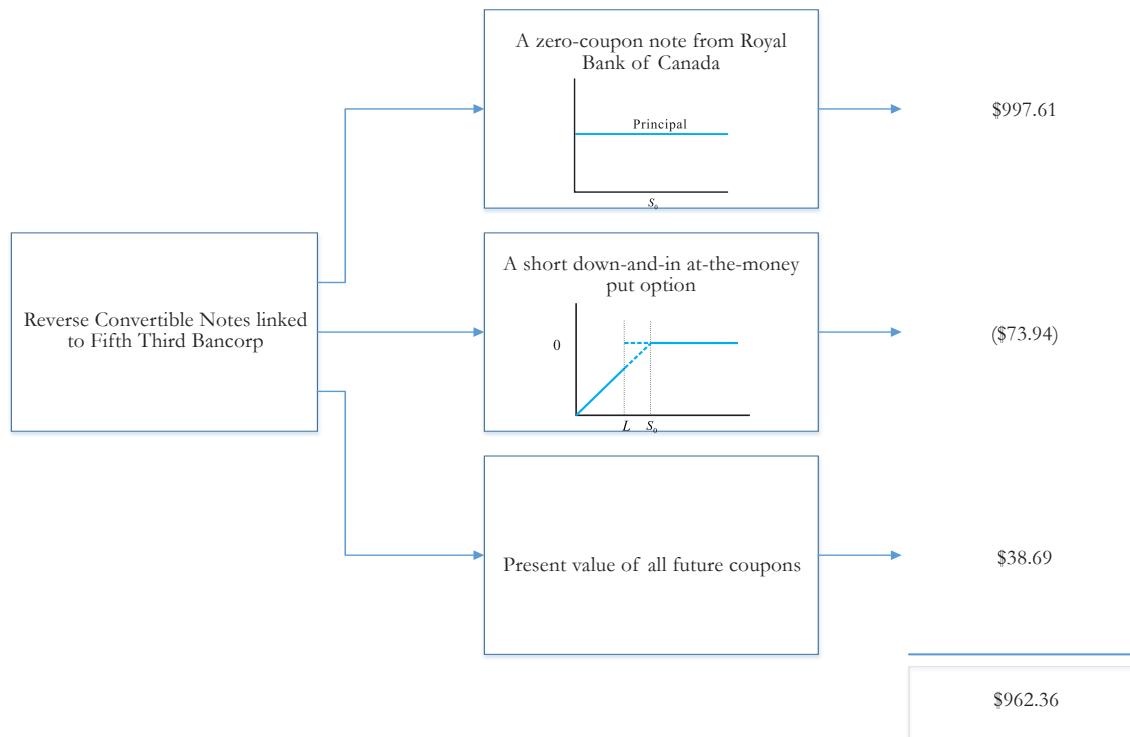 A zero-coupon note from Royal
Bank of Canada
Principal
S₀
$997.61
Reverse Convertible Notes linked
to Fifth Third Bancorp
A short down-and-in at-the-money
put option
0
L S₀
($73.94)
Present value of all future coupons
$38.69
$962.36